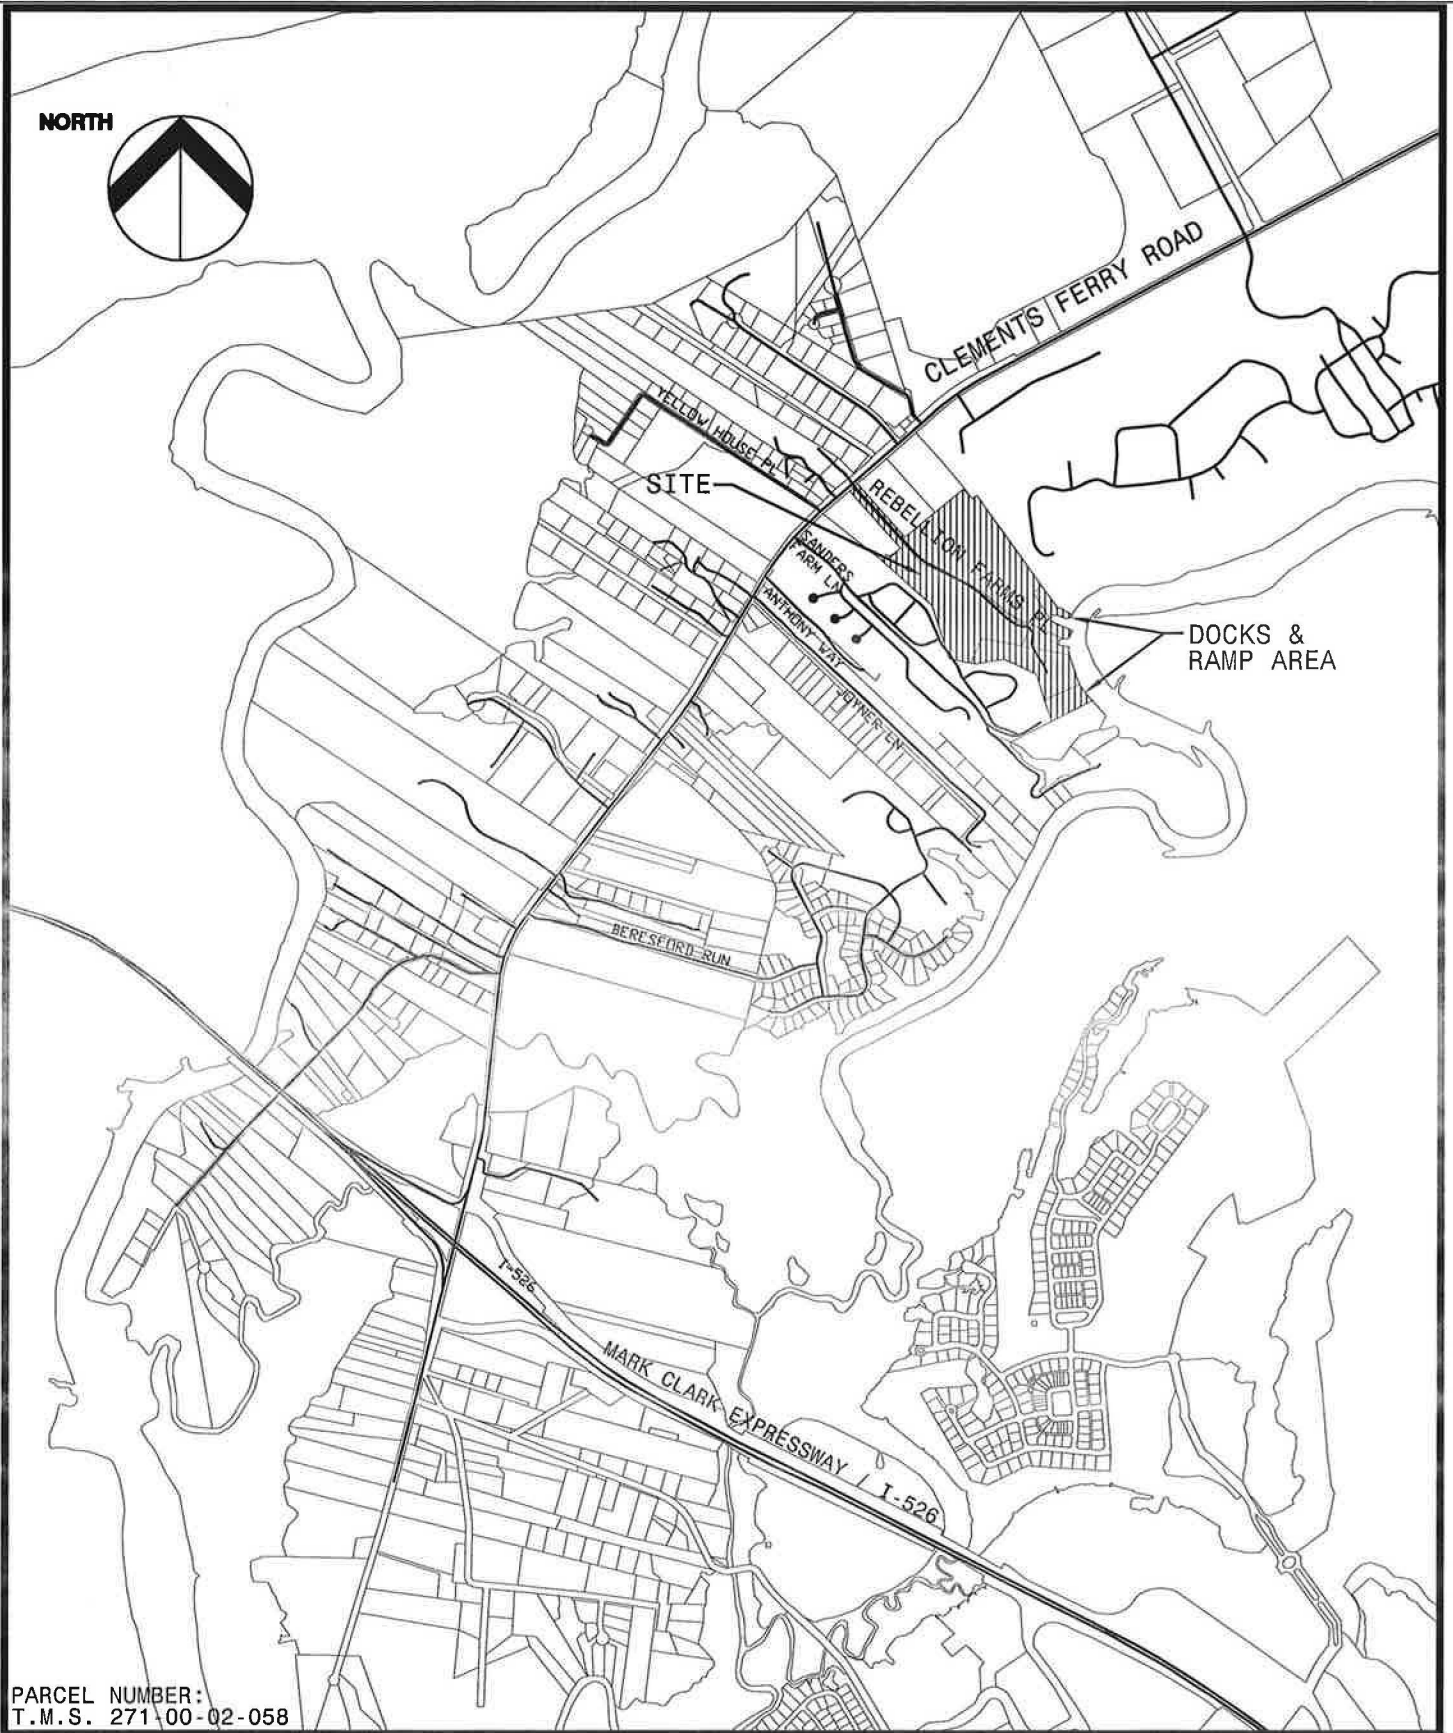 NORTH
CLEMENTS FERRY ROAD
YELLOW HOUSE PL
SITE
REBELLION FARMS PL
SANDERS
FARM LN
ANTHONY WAY
DOCKS &
RAMP AREA
JOYNER LN
BERESFORD RUN
I-526
MARK CLARK EXPRESSWAY / I-526
PARCEL NUMBER:
T.M.S. 271-00-02-058